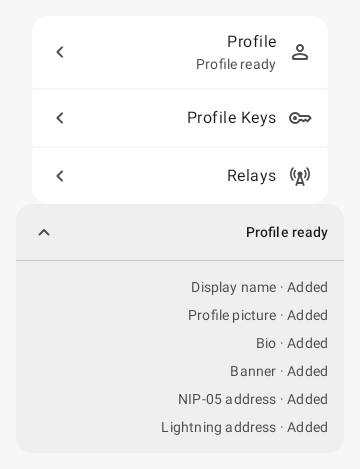 Profile
Profile ready
Profile Keys
Relays
Profile ready
Display name · Added
Profile picture · Added
Bio · Added
Banner · Added
NIP-05 address · Added
Lightning address · Added